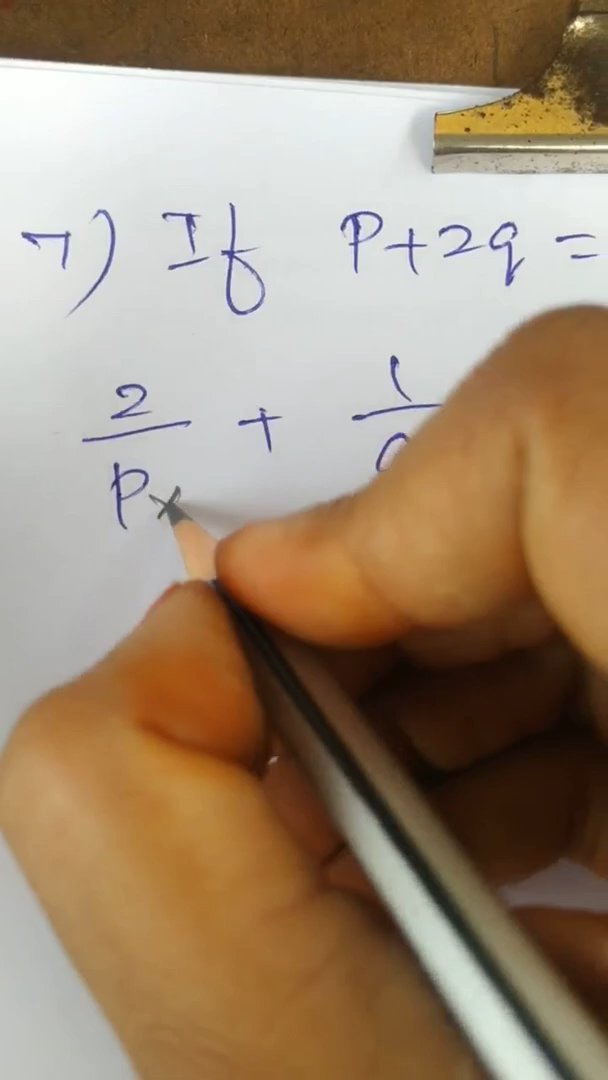 7) If P+2q =
2/P × + 1/